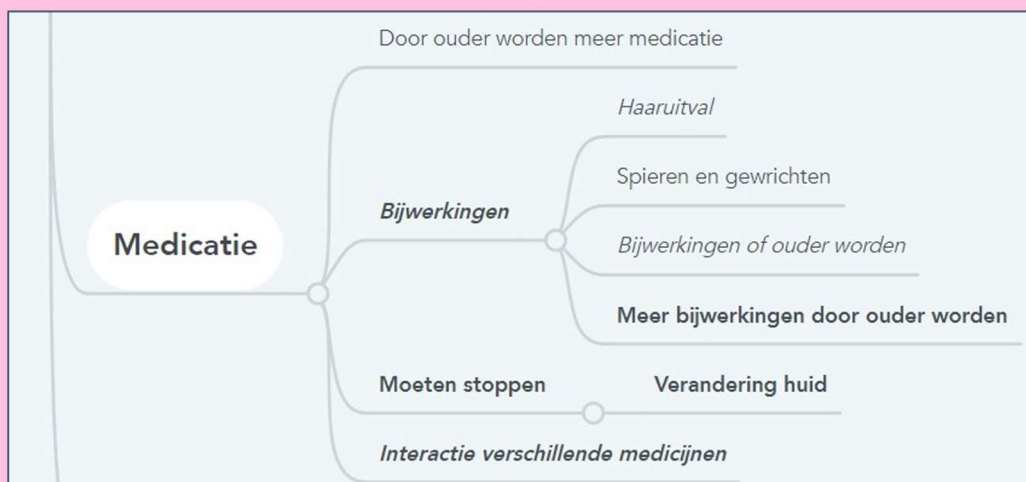 Door ouder worden meer medicatie
Haaruitval
Spieren en gewrichten
Bijwerkingen
Bijwerkingen of ouder worden
Medicatie
Meer bijwerkingen door ouder worden
Moeten stoppen
Verandering huid
Interactie verschillende medicijnen